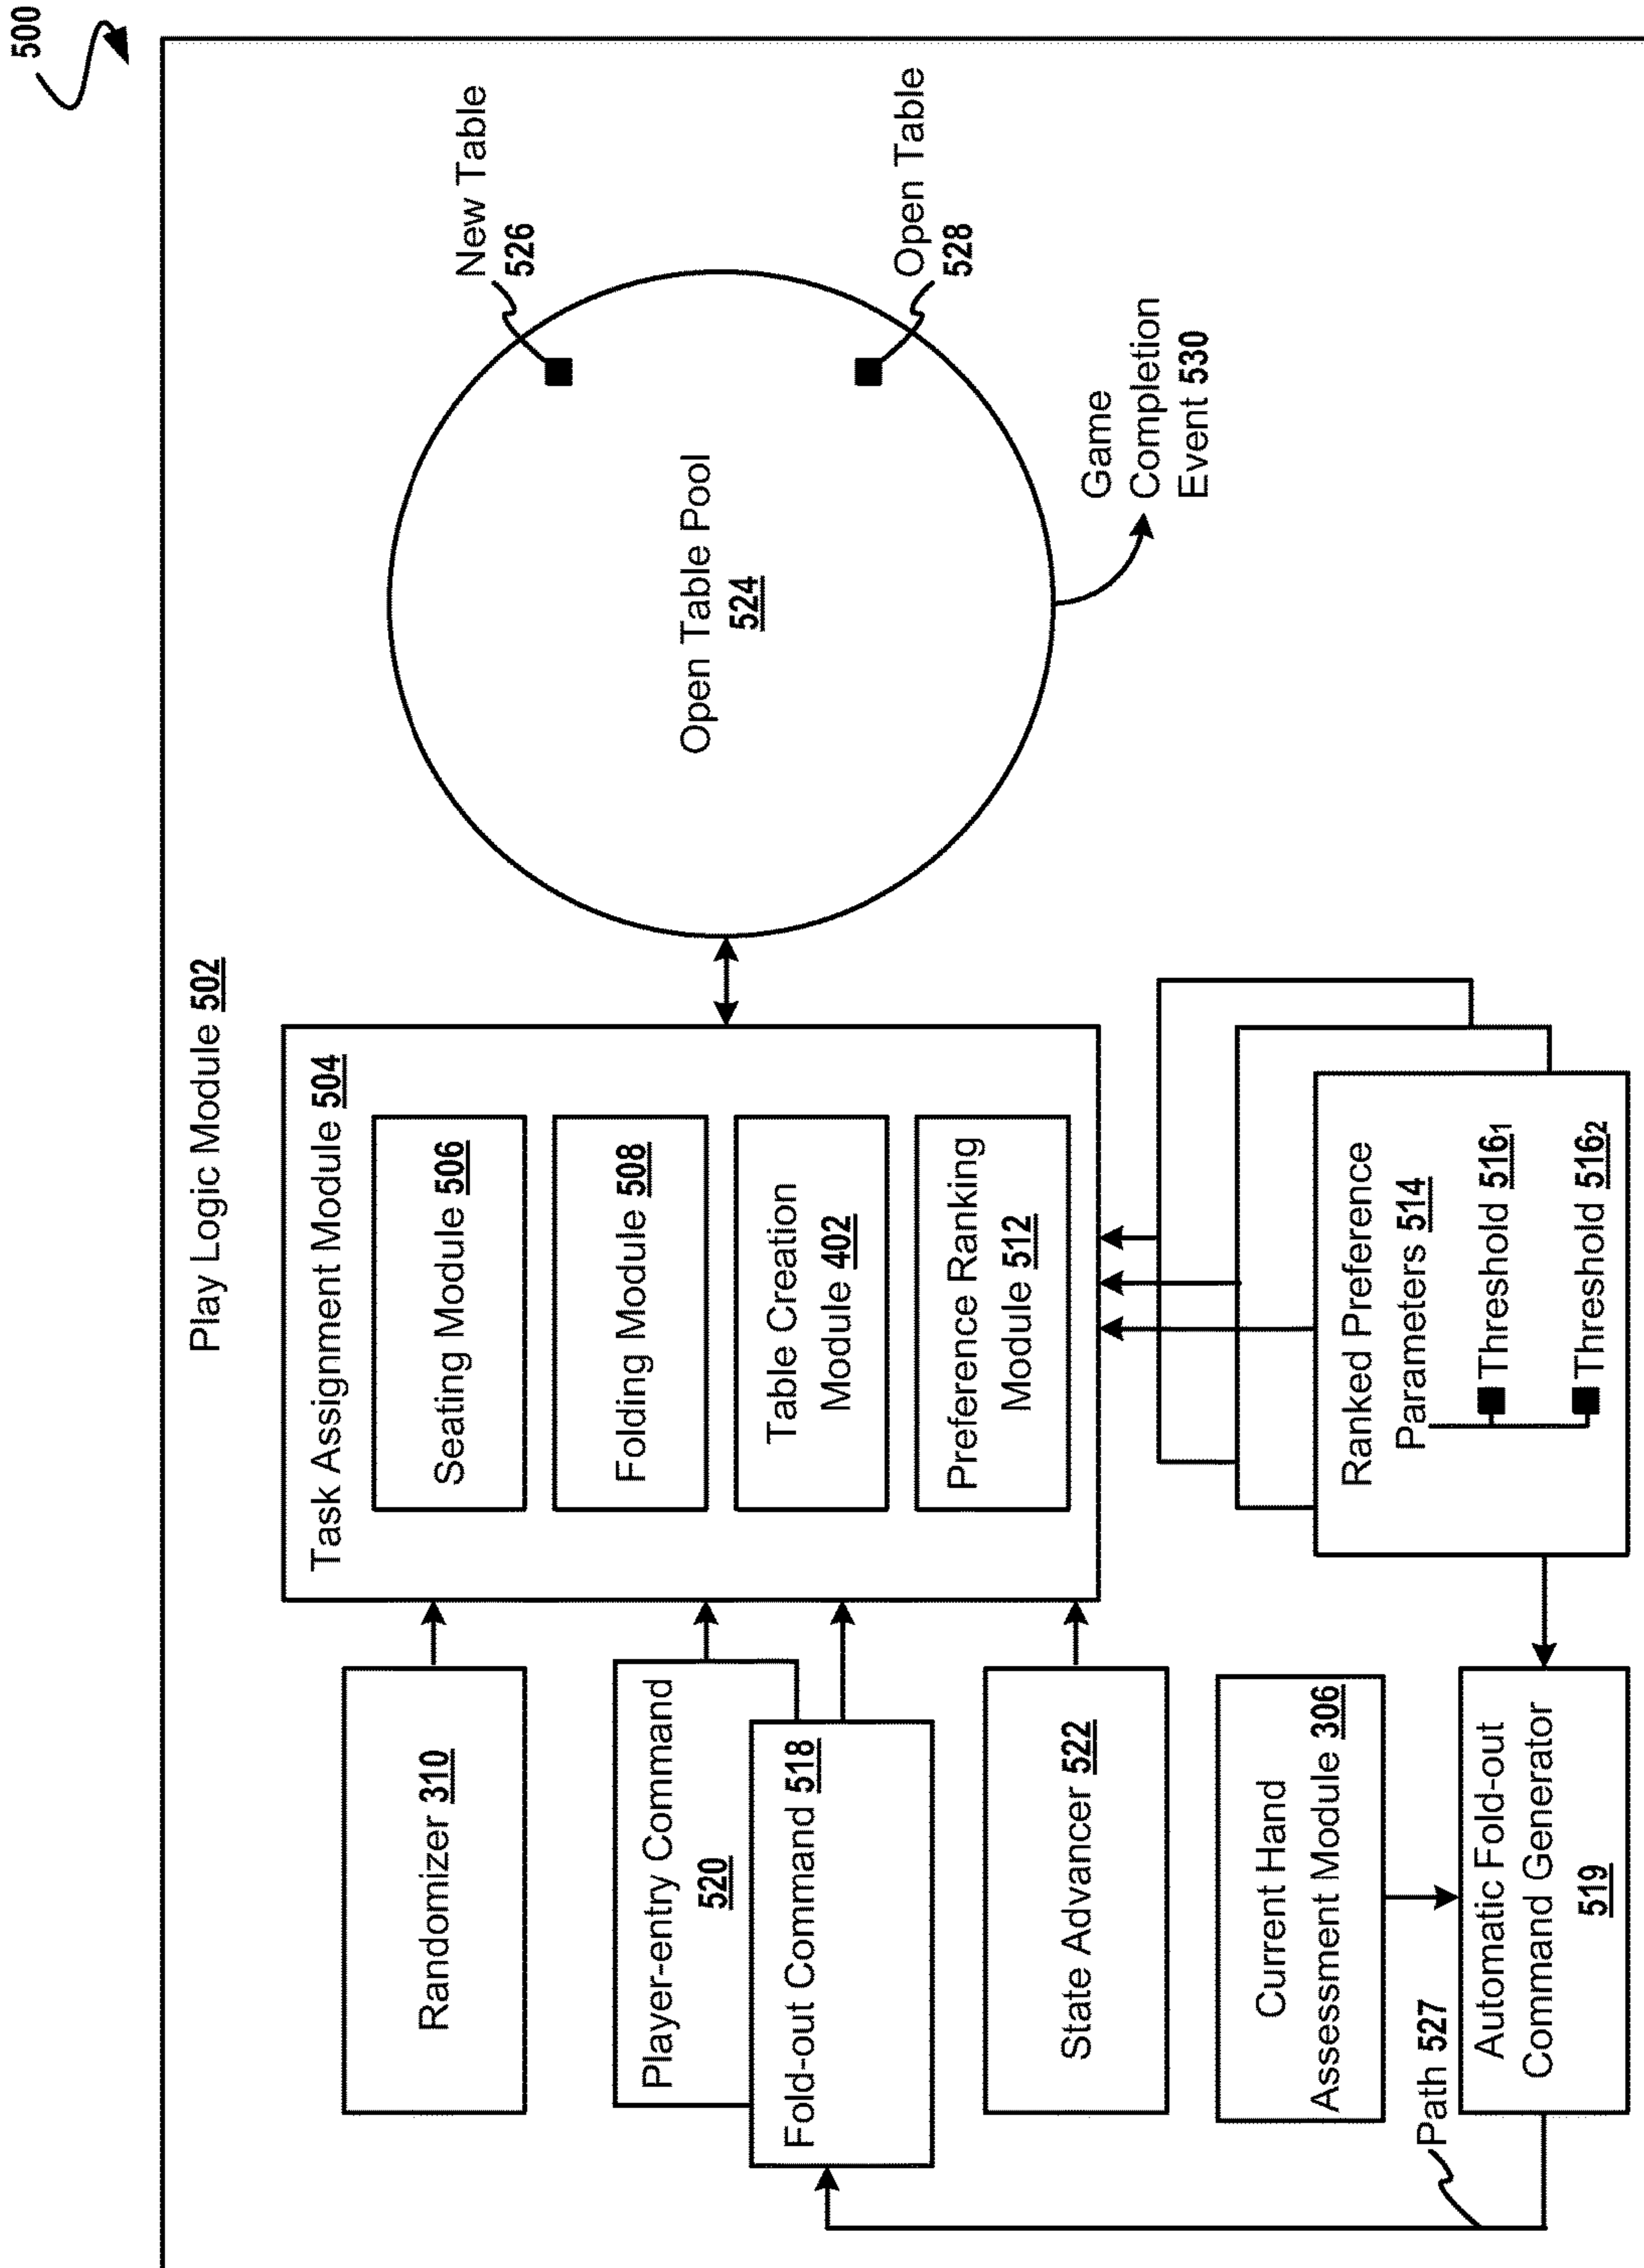 500
Play Logic Module 502
Randomizer 310
Player-entry Command
520
Fold-out Command 518
State Advancer 522
Current Hand
Assessment Module 306
Path 527
Automatic Fold-out
Command Generator
519
Task Assignment Module 504
Seating Module 506
Folding Module 508
Table Creation
Module 402
Preference Ranking
Module 512
Ranked Preference
Parameters 514
Threshold 516₁
Threshold 516₂
Open Table Pool
524
New Table
526
Open Table
528
Game
Completion
Event 530